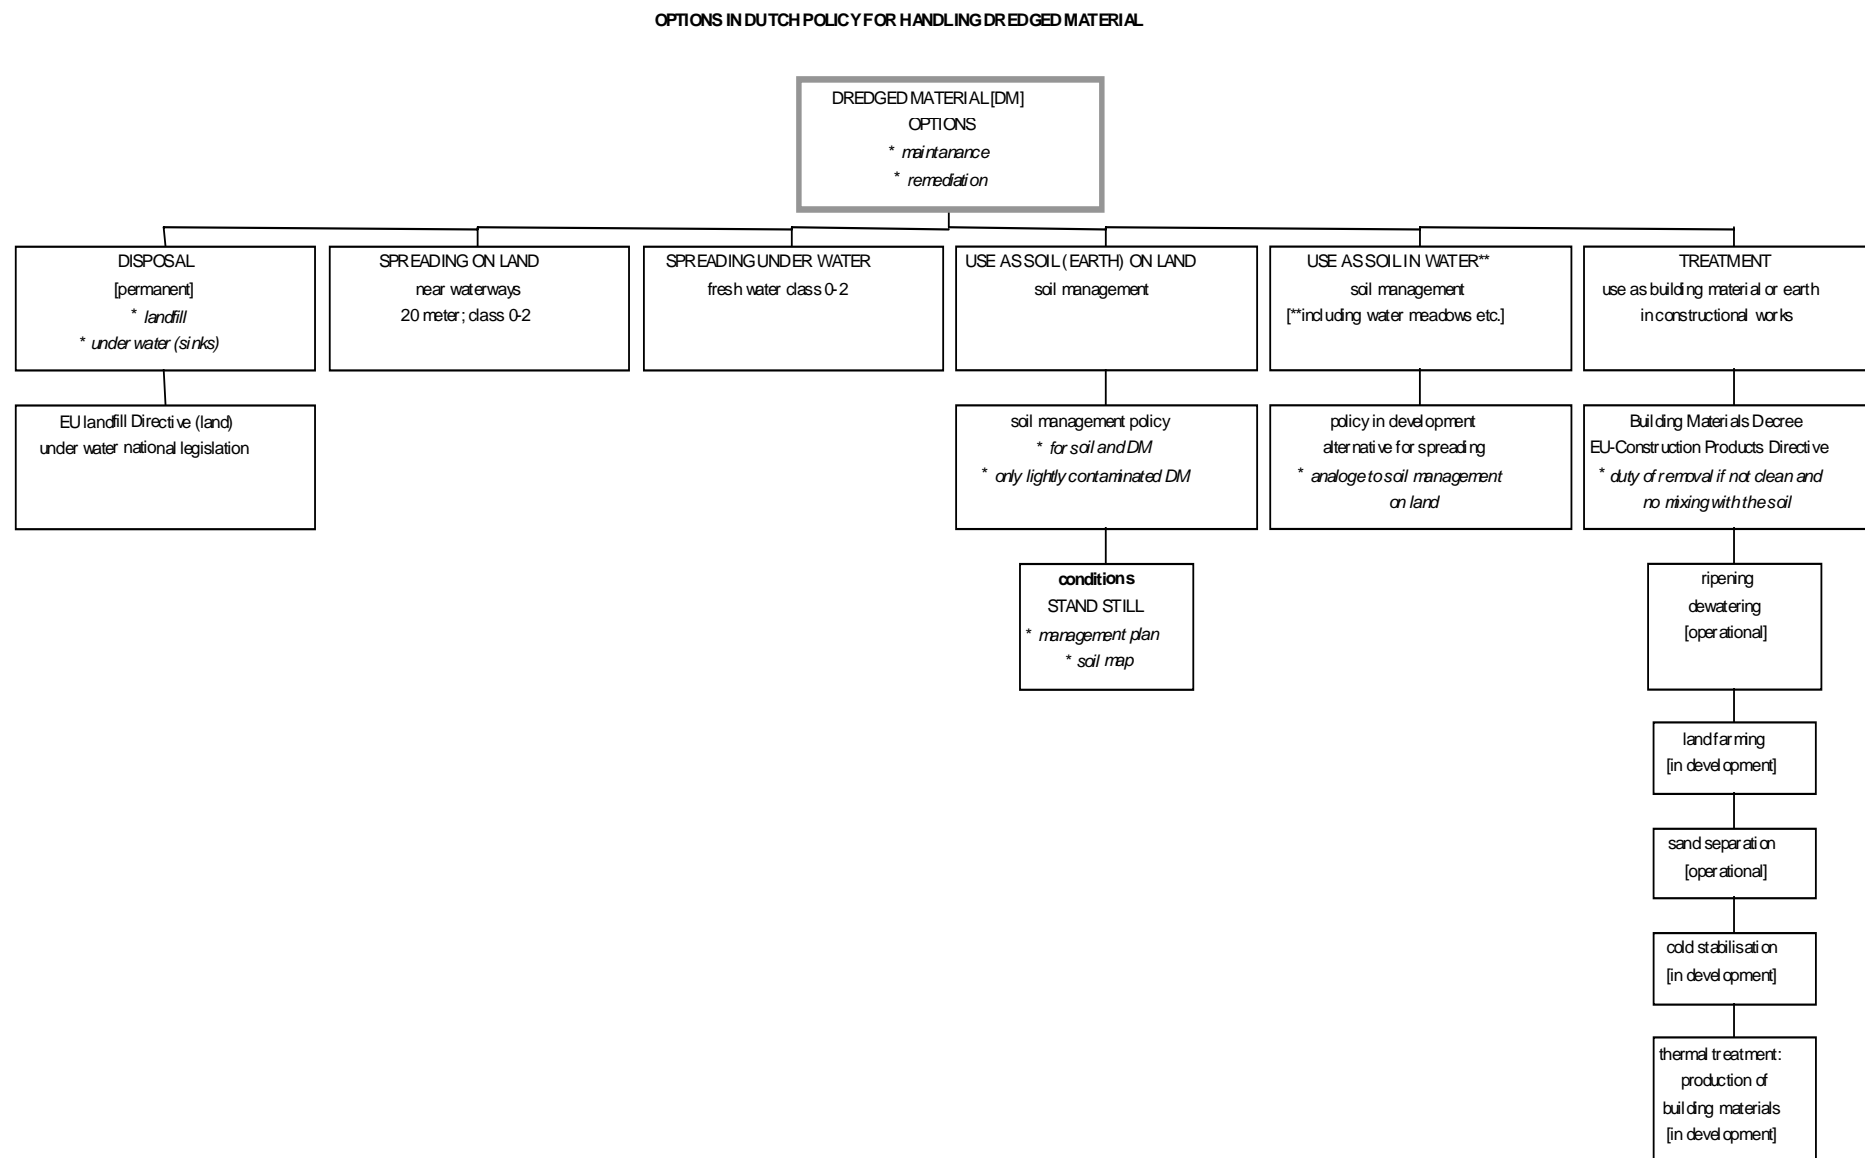 OPTIONS IN DUTCH POLICY FOR HANDLING DREDGED MATERIAL
DREDGED MATERIAL [DM]
OPTIONS
* maintanance
* remediation
DISPOSAL
[permanent]
* landfill
* under water (sinks)
SPREADING ON LAND
near waterways
20 meter; class 0-2
SPREADING UNDER WATER
fresh water class 0-2
USE AS SOIL (EARTH) ON LAND
soil management
USE AS SOIL IN WATER**
soil management
[**including water meadows etc.]
TREATMENT
use as building material or earth
in constructional works
EU landfill Directive (land)
under water national legislation
soil management policy
* for soil and DM
* only lightly contaminated DM
policy in development
alternative for spreading
* analoge to soil management
on land
Building Materials Decree
EU-Construction Products Directive
* duty of removal if not clean and
no mixing with the soil
conditions
STAND STILL
* management plan
* soil map
ripening
dewatering
[operational]
landfarming
[in development]
sand separation
[operational]
cold stabilisation
[in development]
thermal treatment:
production of
building materials
[in development]